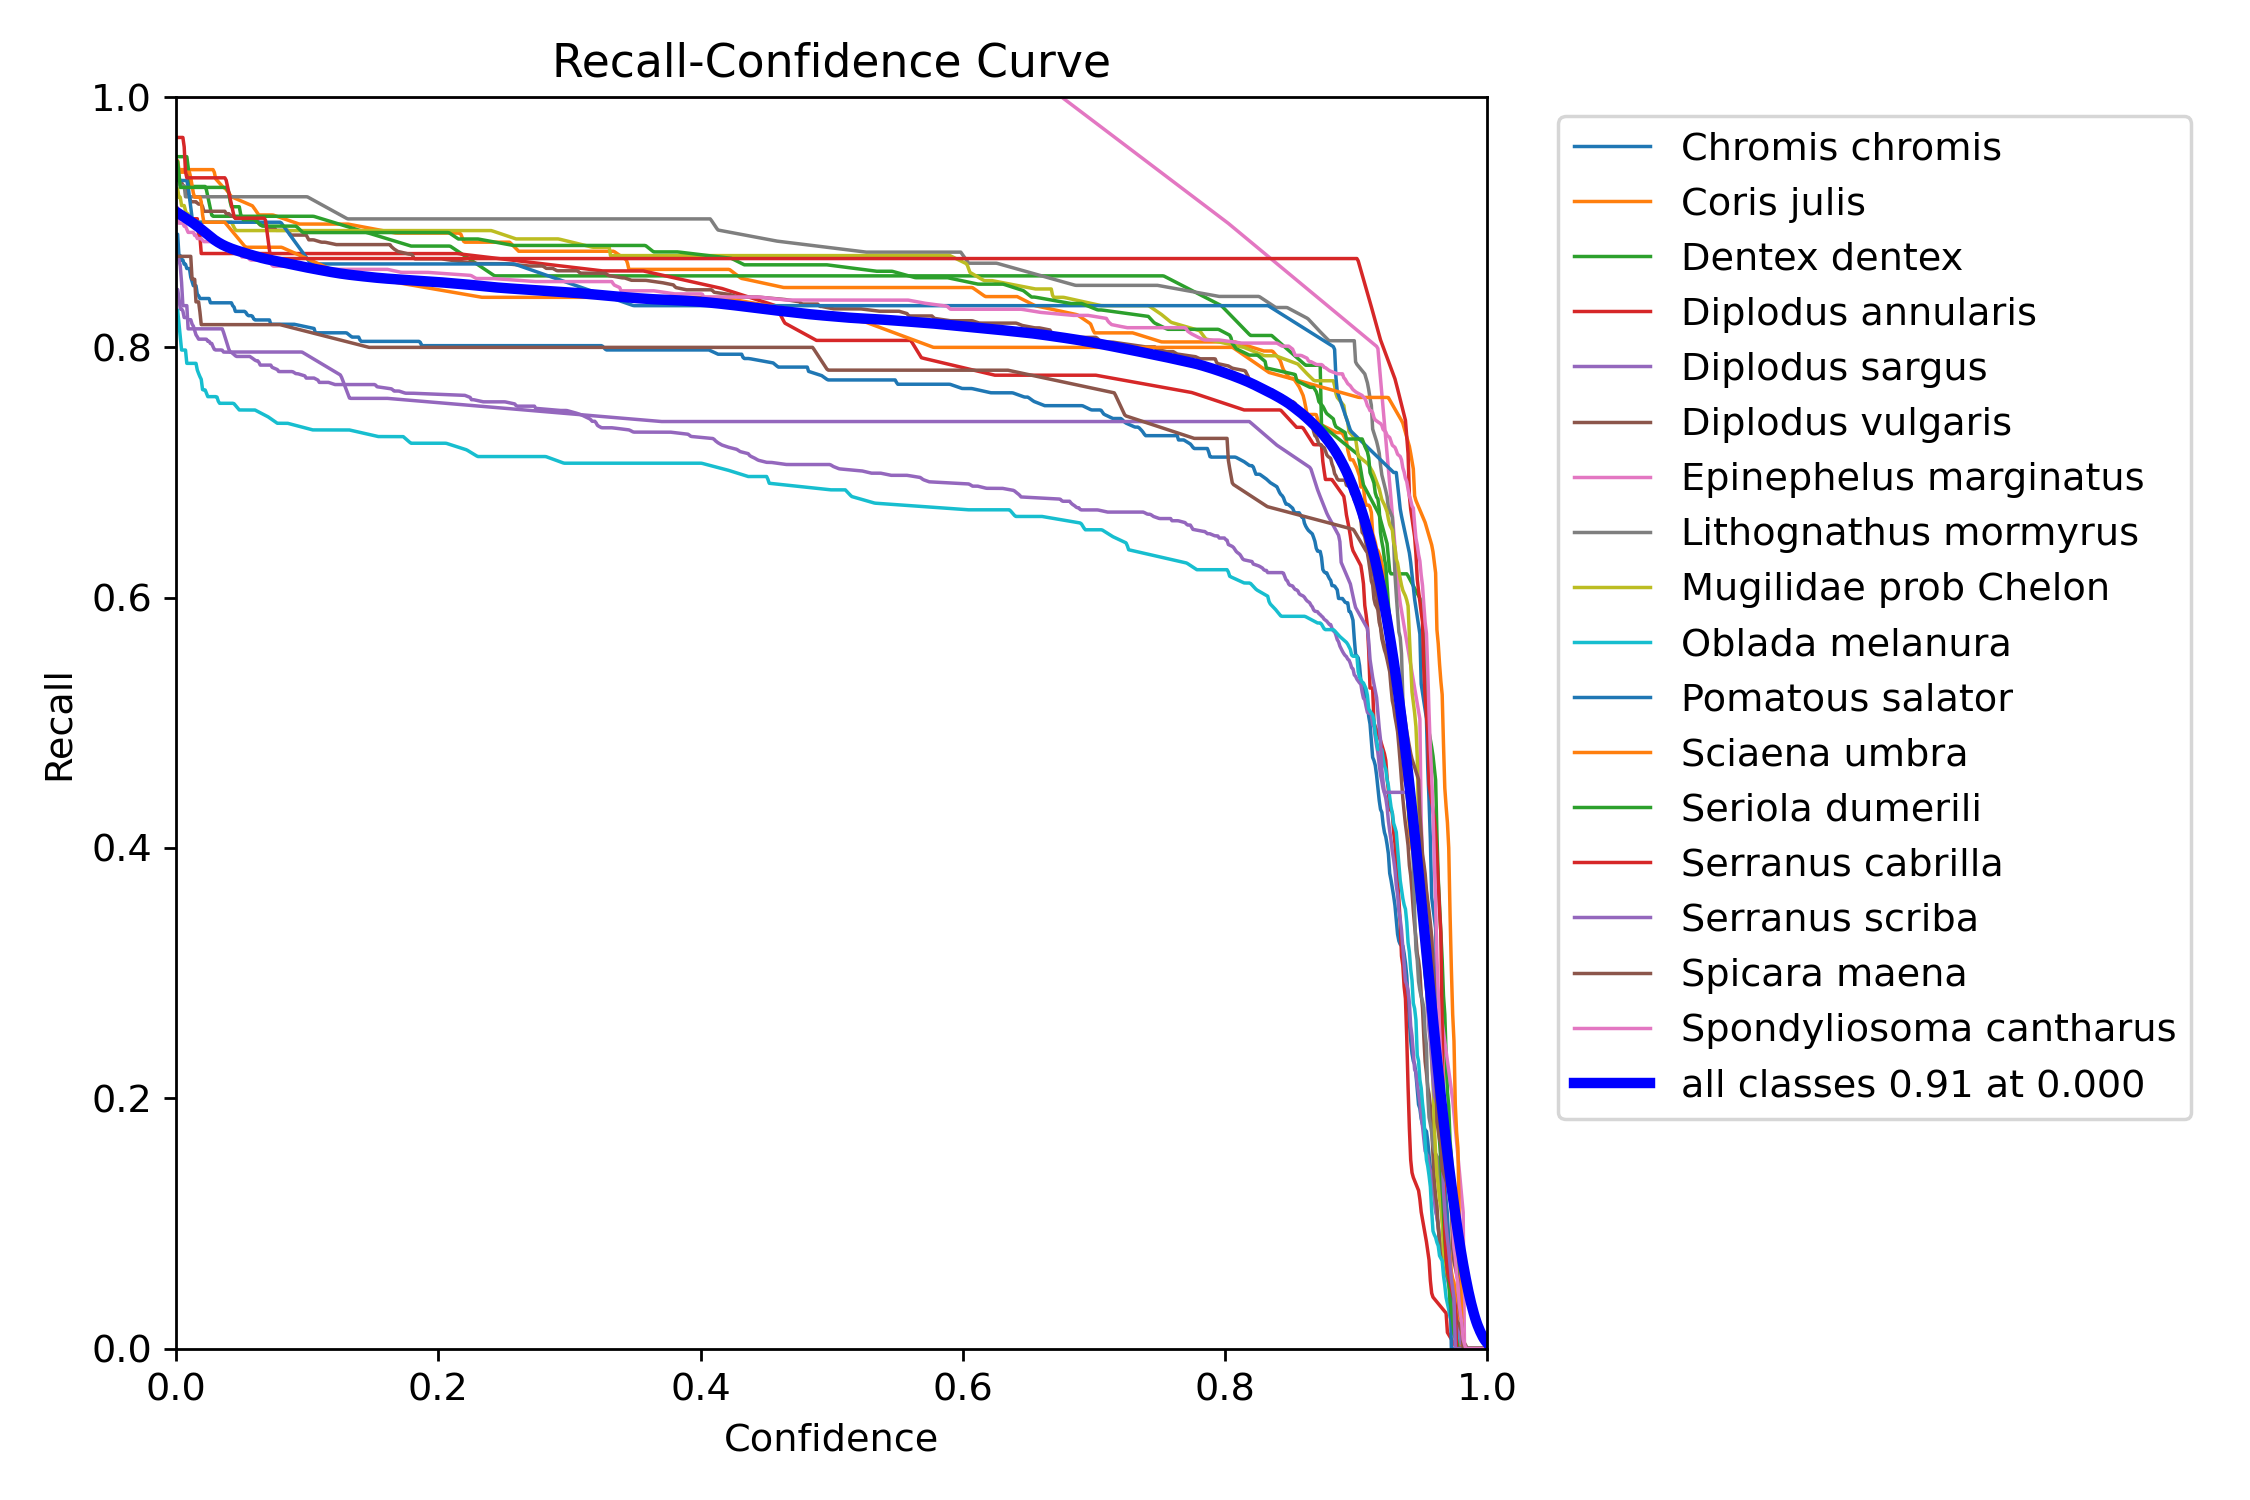 Recall-Confidence Curve
1.0
0.8
0.6
0.4
0.2
0.0
Recall
0.0 0.2 0.4 0.6 0.8 1.0
Confidence
Chromis chromis
Coris julis
Dentex dentex
Diplodus annularis
Diplodus sargus
Diplodus vulgaris
Epinephelus marginatus
Lithognathus mormyrus
Mugilidae prob Chelon
Oblada melanura
Pomatous salator
Sciaena umbra
Seriola dumerili
Serranus cabrilla
Serranus scriba
Spicara maena
Spondyliosoma cantharus
all classes 0.91 at 0.000